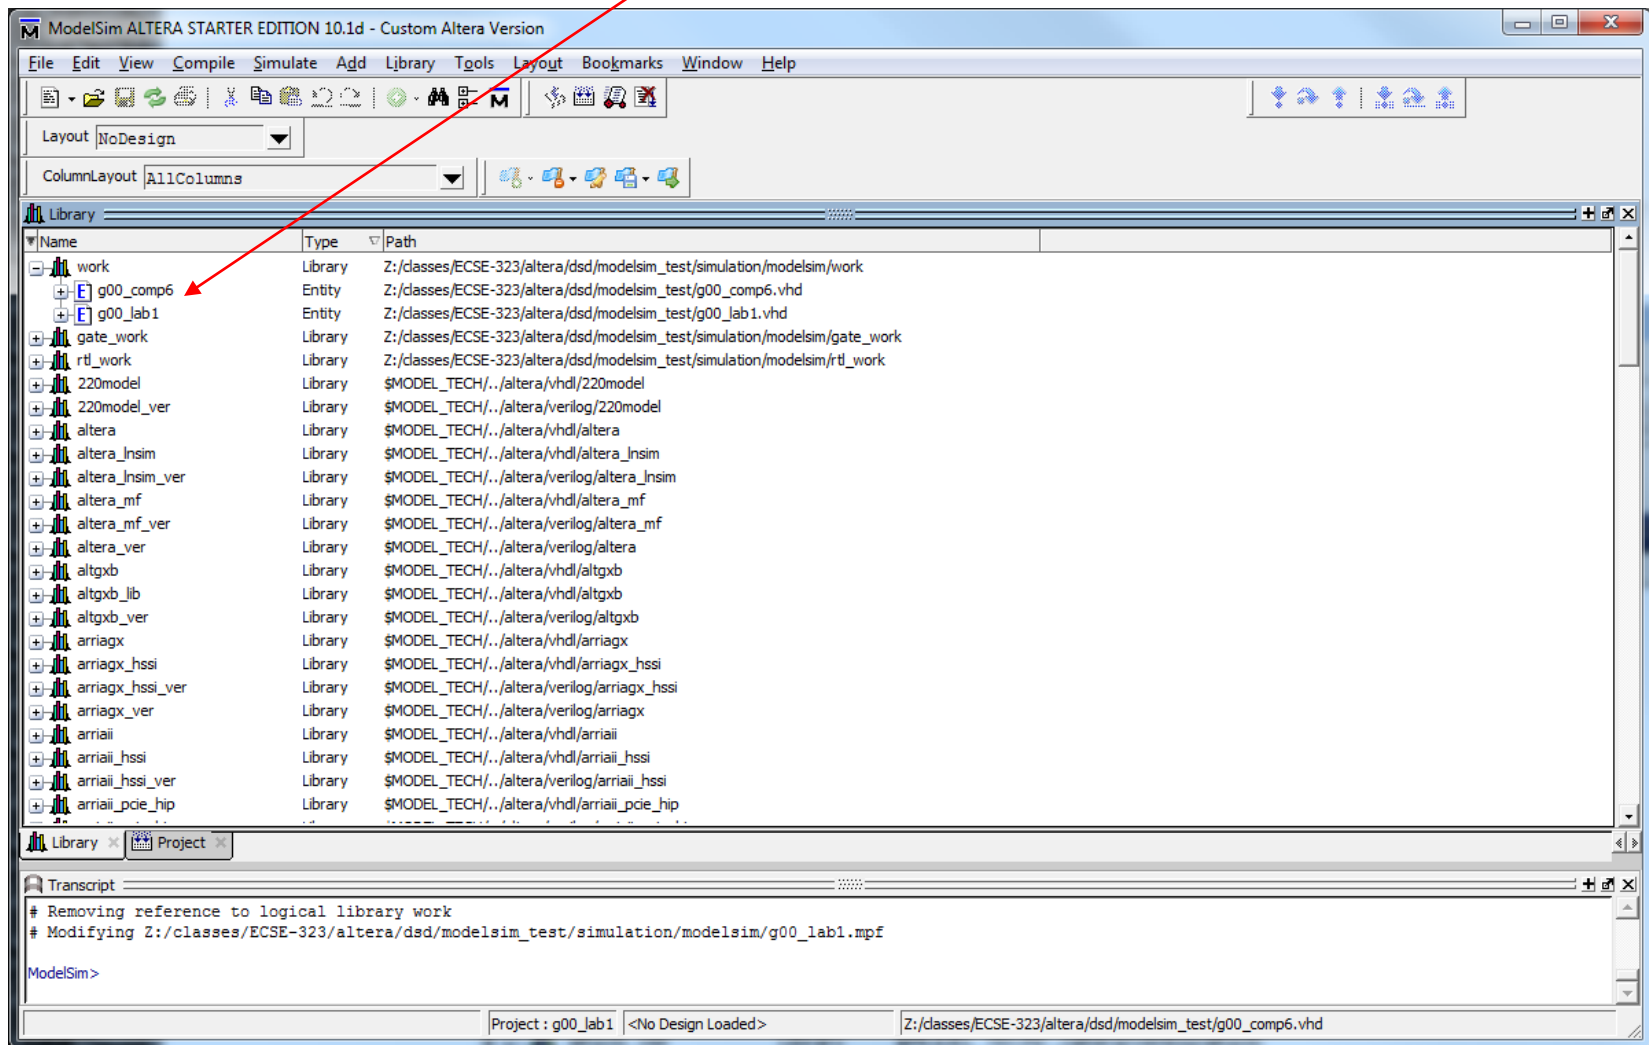 ModelSim ALTERA STARTER EDITION 10.1d - Custom Altera Version
File Edit View Compile Simulate Add Library Tools Layout Bookmarks Window Help
Layout NoDesign
ColumnLayout AllColumns
Library
Name Type Path
work Library Z:/classes/ECSE-323/altera/dsd/modelsim_test/simulation/modelsim/work
g00_comp6 Entity Z:/classes/ECSE-323/altera/dsd/modelsim_test/g00_comp6.vhd
g00_lab1 Entity Z:/classes/ECSE-323/altera/dsd/modelsim_test/g00_lab1.vhd
gate_work Library Z:/classes/ECSE-323/altera/dsd/modelsim_test/simulation/modelsim/gate_work
rtl_work Library Z:/classes/ECSE-323/altera/dsd/modelsim_test/simulation/modelsim/rtl_work
220model Library $MODEL_TECH/../altera/vhdl/220model
220model_ver Library $MODEL_TECH/../altera/verilog/220model
altera Library $MODEL_TECH/../altera/vhdl/altera
altera_lnsim Library $MODEL_TECH/../altera/vhdl/altera_lnsim
altera_lnsim_ver Library $MODEL_TECH/../altera/verilog/altera_lnsim
altera_mf Library $MODEL_TECH/../altera/vhdl/altera_mf
altera_mf_ver Library $MODEL_TECH/../altera/verilog/altera_mf
altera_ver Library $MODEL_TECH/../altera/verilog/altera
altgxb Library $MODEL_TECH/../altera/vhdl/altgxb
altgxb_lib Library $MODEL_TECH/../altera/vhdl/altgxb
altgxb_ver Library $MODEL_TECH/../altera/verilog/altgxb
arriagx Library $MODEL_TECH/../altera/vhdl/arriagx
arriagx_hssi Library $MODEL_TECH/../altera/vhdl/arriagx_hssi
arriagx_hssi_ver Library $MODEL_TECH/../altera/verilog/arriagx_hssi
arriagx_ver Library $MODEL_TECH/../altera/verilog/arriagx
arriaii Library $MODEL_TECH/../altera/vhdl/arriaii
arriaii_hssi Library $MODEL_TECH/../altera/vhdl/arriaii_hssi
arriaii_hssi_ver Library $MODEL_TECH/../altera/verilog/arriaii_hssi
arriaii_pcie_hip Library $MODEL_TECH/../altera/vhdl/arriaii_pcie_hip
Library Project
Transcript
# Removing reference to logical library work
# Modifying Z:/classes/ECSE-323/altera/dsd/modelsim_test/simulation/modelsim/g00_lab1.mpf
ModelSim>
Project : g00_lab1 <No Design Loaded> Z:/classes/ECSE-323/altera/dsd/modelsim_test/g00_comp6.vhd